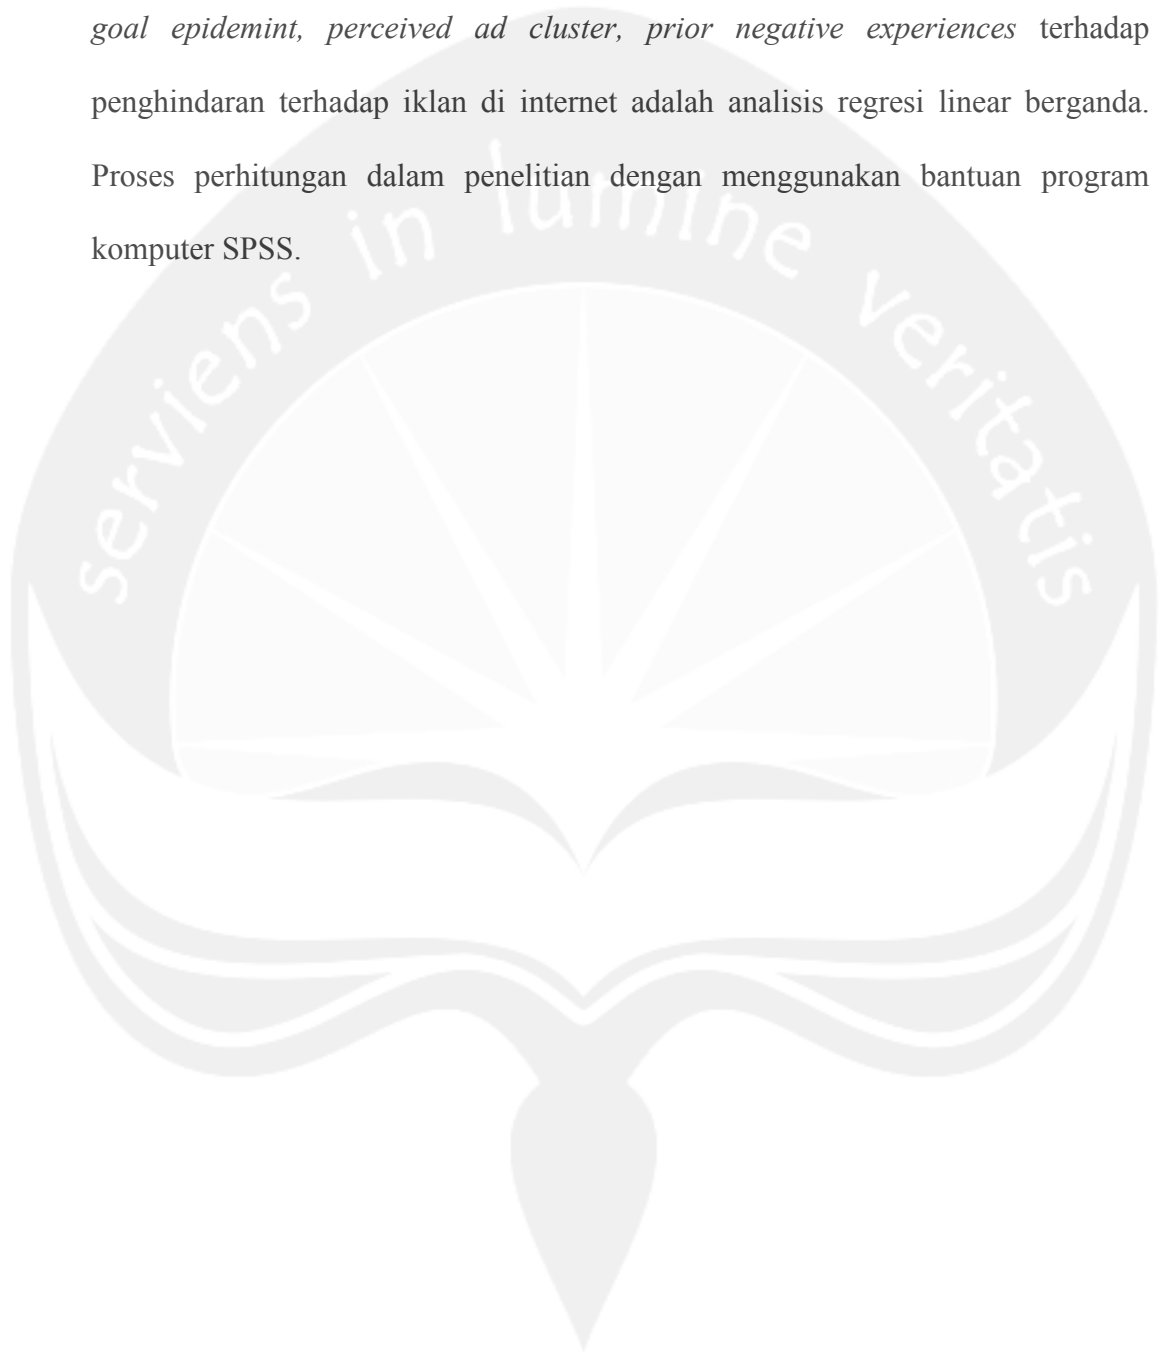 goal epidemint, perceived ad cluster, prior negative experiences terhadap
penghindaran terhadap iklan di internet adalah analisis regresi linear berganda.
Proses perhitungan dalam penelitian dengan menggunakan bantuan program
komputer SPSS.
serviens in lumine veritatis